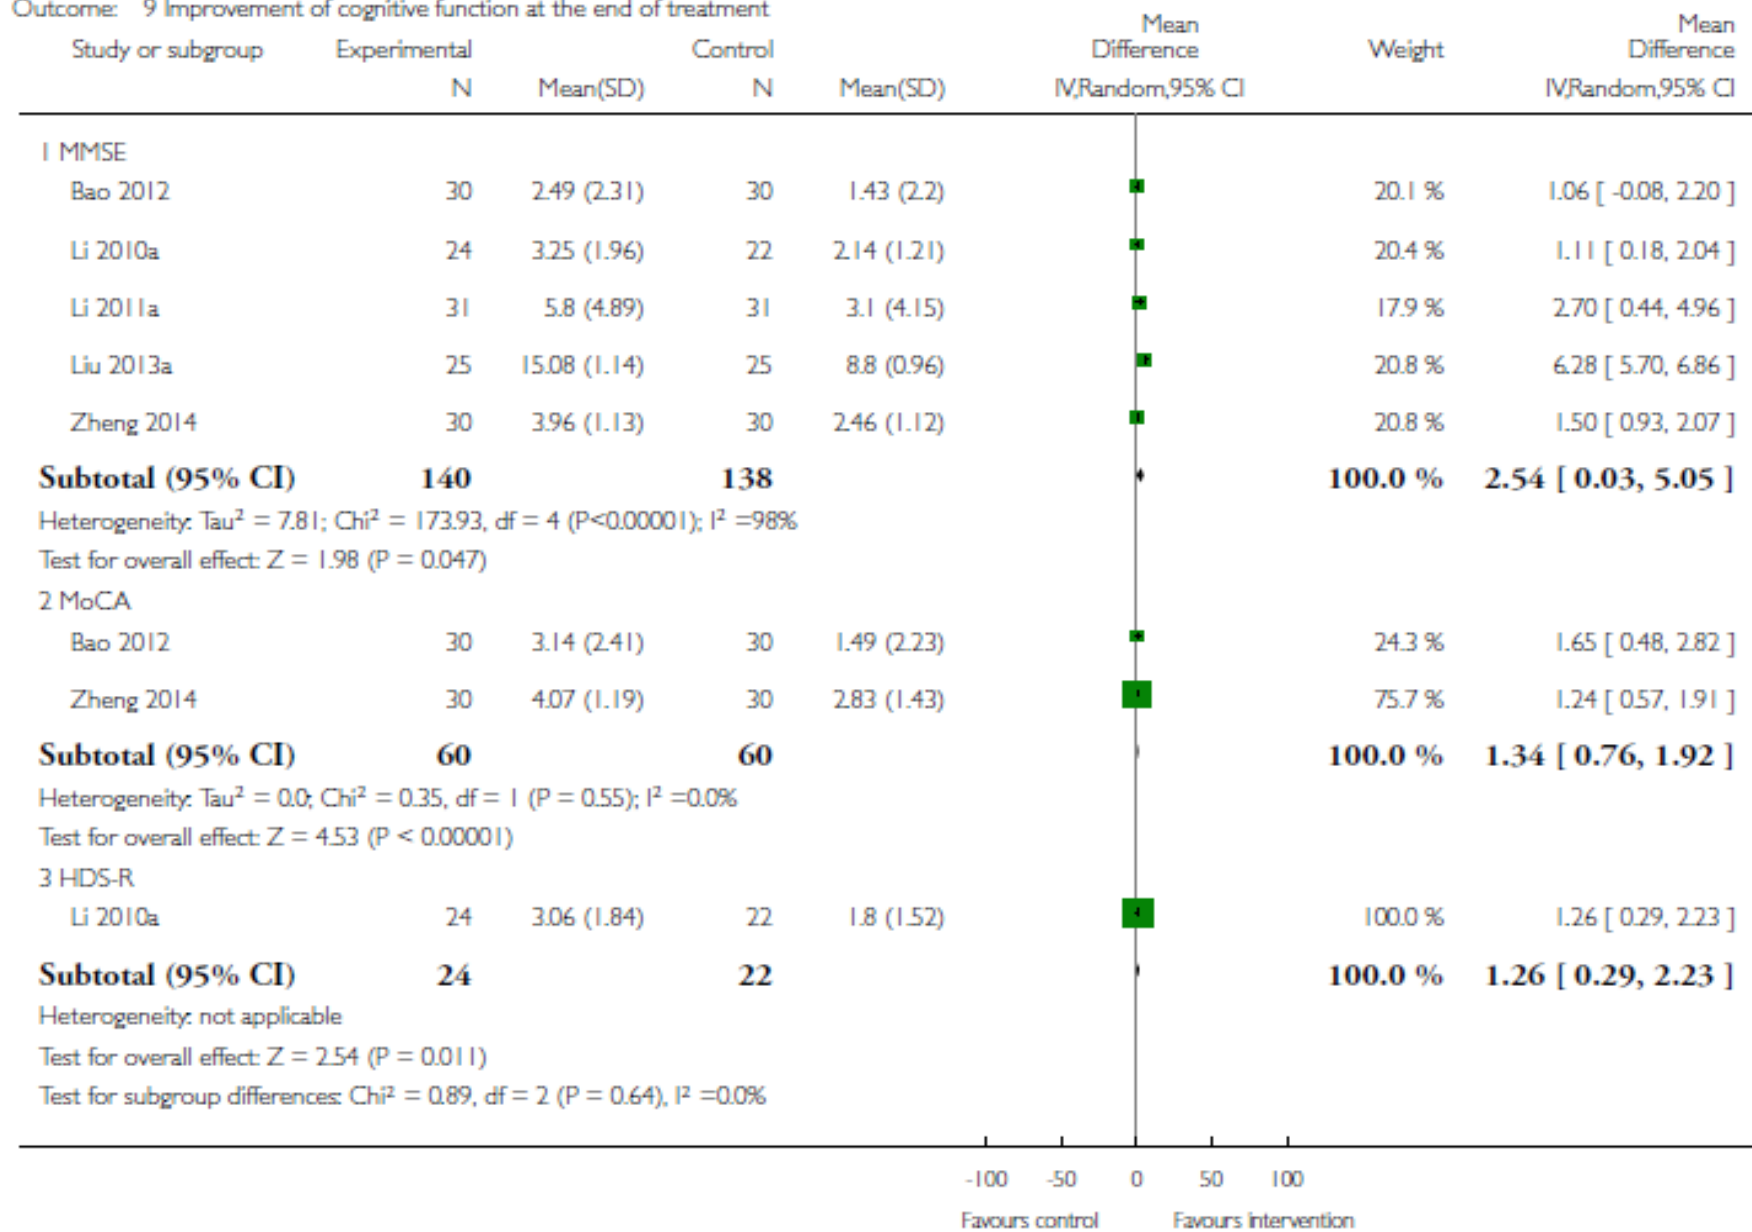 Outcome: 9 Improvement of cognitive function at the end of treatment
Study or subgroup Experimental Control Mean Difference Weight Mean Difference
N Mean(SD) N Mean(SD) IV,Random,95% CI IV,Random,95% CI
1 MMSE
Bao 2012 30 2.49 (2.31) 30 1.43 (2.2) 20.1 % 1.06 [ -0.08, 2.20 ]
Li 2010a 24 3.25 (1.96) 22 2.14 (1.21) 20.4 % 1.11 [ 0.18, 2.04 ]
Li 2011a 31 5.8 (4.89) 31 3.1 (4.15) 17.9 % 2.70 [ 0.44, 4.96 ]
Liu 2013a 25 15.08 (1.14) 25 8.8 (0.96) 20.8 % 6.28 [ 5.70, 6.86 ]
Zheng 2014 30 3.96 (1.13) 30 2.46 (1.12) 20.8 % 1.50 [ 0.93, 2.07 ]
Subtotal (95% CI) 140 138 100.0 % 2.54 [ 0.03, 5.05 ]
Heterogeneity: Tau² = 7.81; Chi² = 173.93, df = 4 (P<0.00001); I² =98%
Test for overall effect: Z = 1.98 (P = 0.047)
2 MoCA
Bao 2012 30 3.14 (2.41) 30 1.49 (2.23) 24.3 % 1.65 [ 0.48, 2.82 ]
Zheng 2014 30 4.07 (1.19) 30 2.83 (1.43) 75.7 % 1.24 [ 0.57, 1.91 ]
Subtotal (95% CI) 60 60 100.0 % 1.34 [ 0.76, 1.92 ]
Heterogeneity: Tau² = 0.0; Chi² = 0.35, df = 1 (P = 0.55); I² =0.0%
Test for overall effect: Z = 4.53 (P < 0.00001)
3 HDS-R
Li 2010a 24 3.06 (1.84) 22 1.8 (1.52) 100.0 % 1.26 [ 0.29, 2.23 ]
Subtotal (95% CI) 24 22 100.0 % 1.26 [ 0.29, 2.23 ]
Heterogeneity: not applicable
Test for overall effect: Z = 2.54 (P = 0.011)
Test for subgroup differences: Chi² = 0.89, df = 2 (P = 0.64), I² =0.0%
-100 -50 0 50 100
Favours control Favours intervention